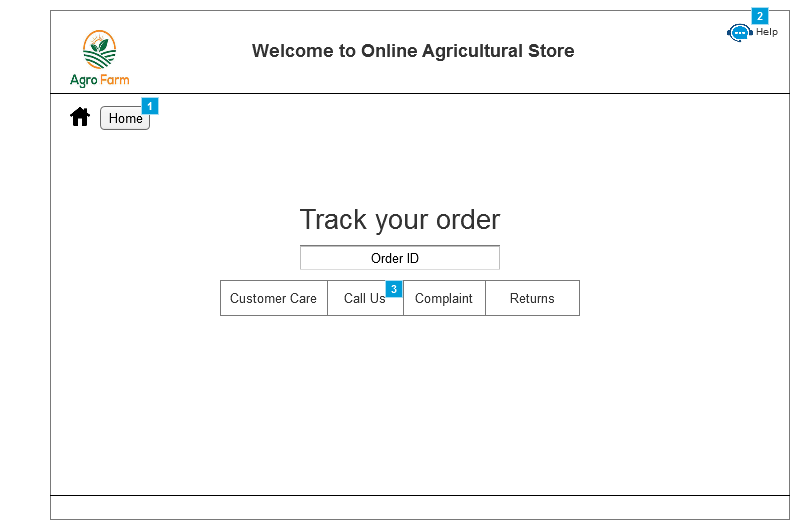 2
Help
Welcome to Online Agricultural Store
Agro Farm
1
Home
Track your order
Order ID
3
Customer Care Call Us Complaint Returns